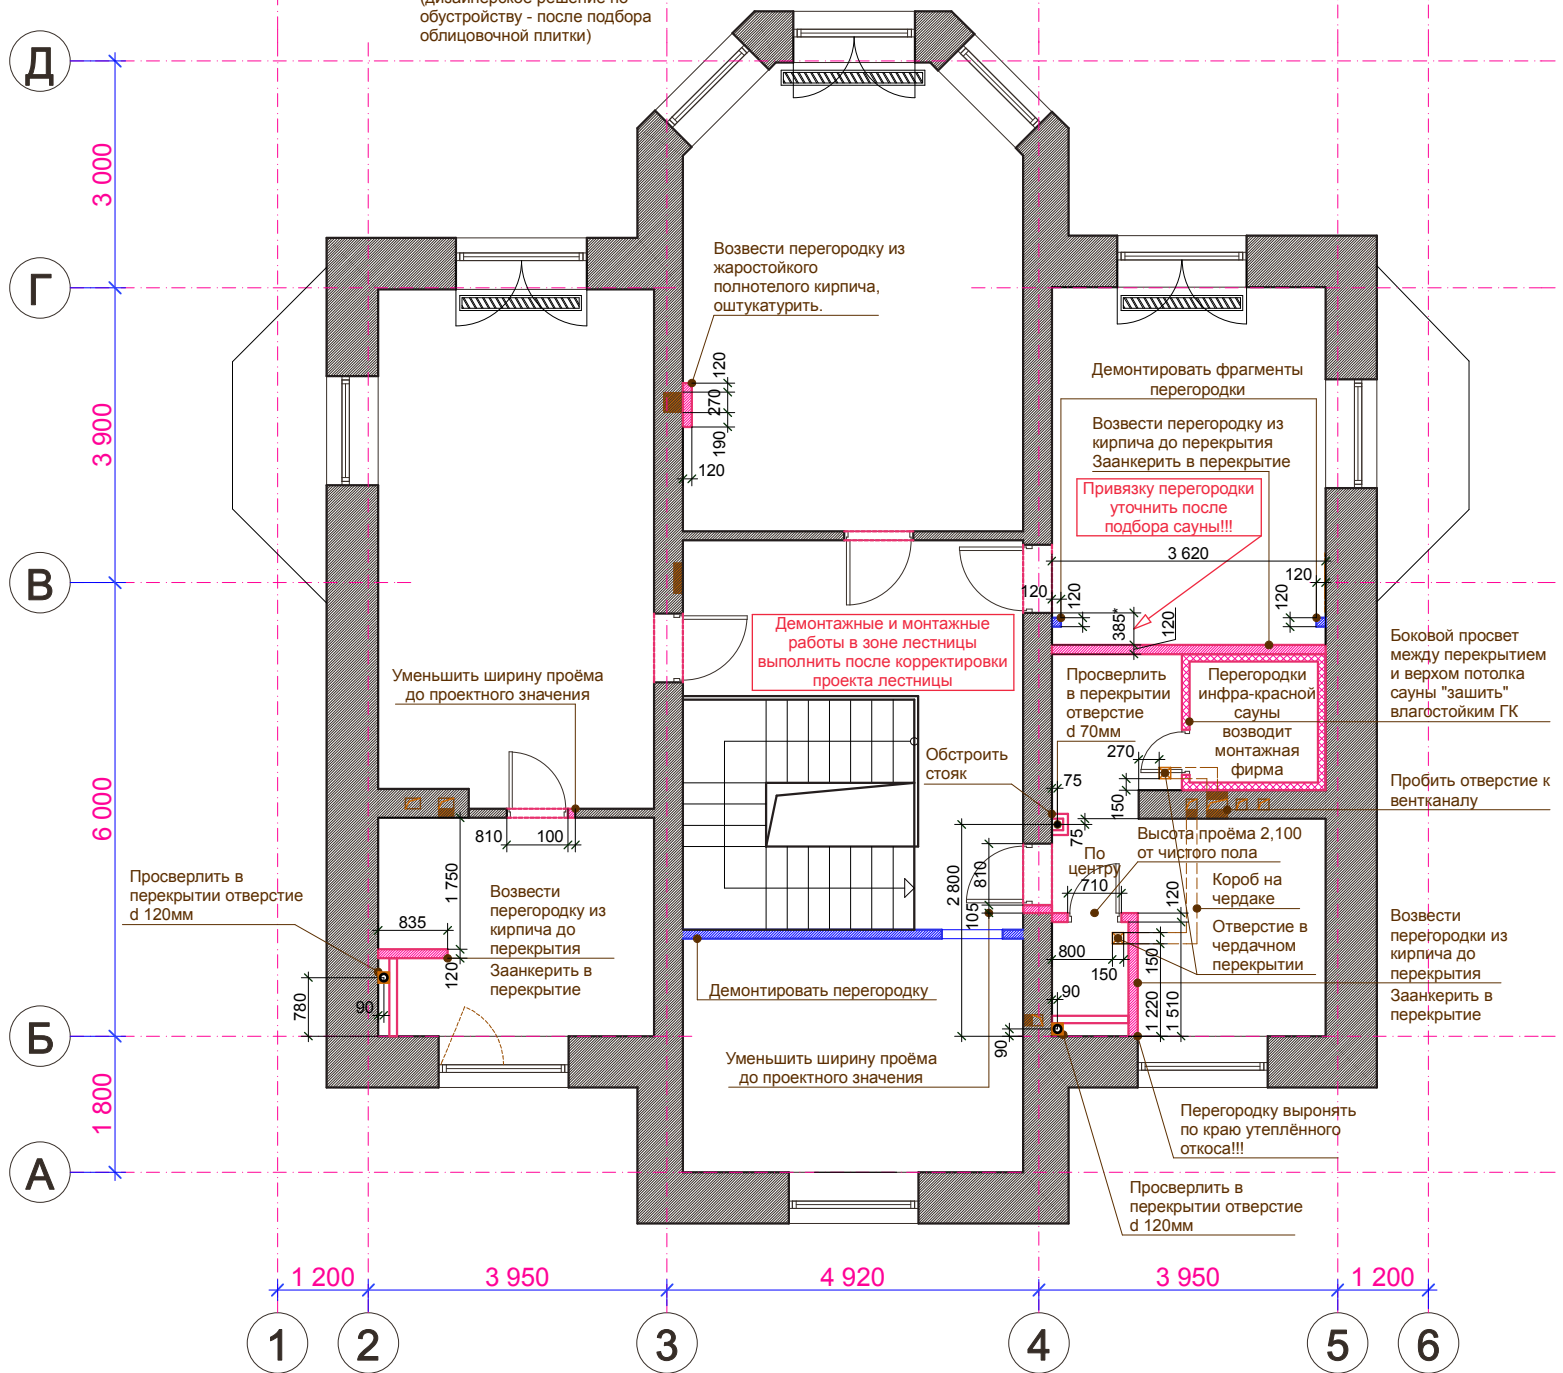 (дизайнерское решение по
обустройству - после подбора
облицовочной плитки)
Д
Г
В
Б
А
3 000
3 900
6 000
1 800
Возвести перегородку из
жаростойкого
полнотелого кирпича,
оштукатурить.
120
270
190
120
Демонтировать фрагменты
перегородки
Возвести перегородку из
кирпича до перекрытия
Заанкерить в перекрытие
Привязку перегородки
уточнить после
подбора сауны!!!
3 620
120
120
120
120
385*
120
Демонтажные и монтажные
работы в зоне лестницы
выполнить после корректировки
проекта лестницы
Уменьшить ширину проёма
до проектного значения
Просверлить
в перекрытии
отверстие
d 70мм
Перегородки
инфра-красной
сауны
возводит
монтажная
фирма
Боковой просвет
между перекрытием
и верхом потолка
сауны "зашить"
влагостойким ГК
Обстроить
стояк
270
75
150
75
Пробить отверстие к
вентканалу
810
100
1 750
Просверлить в
перекрытии отверстие
d 120мм
835
Возвести
перегородку из
кирпича до
перекрытия
Заанкерить в
перекрытие
120
780
90
2 800
810
105
По
центру
710
Высота проёма 2,100
от чистого пола
Короб на
чердаке
120
Отверстие в
чердачном
перекрытии
Возвести
перегородки из
кирпича до
перекрытия
Заанкерить в
перекрытие
800
150
150
90
1 220
1 510
90
Демонтировать перегородку
Уменьшить ширину проёма
до проектного значения
Перегородку выронять
по краю утеплённого
откоса!!!
Просверлить в
перекрытии отверстие
d 120мм
1 200
3 950
4 920
3 950
1 200
1
2
3
4
5
6